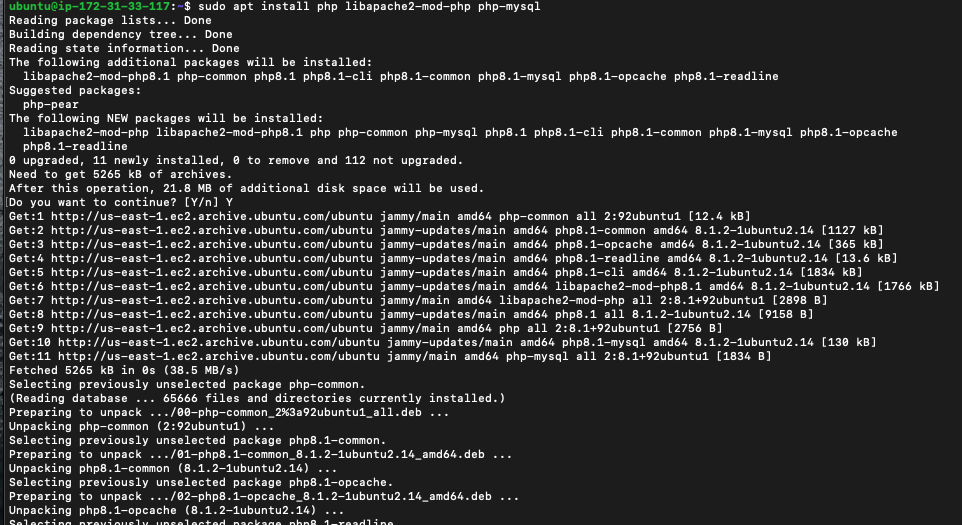 ubuntu@ip-172-31-33-117:~$ sudo apt install php libapache2-mod-php php-mysql
Reading package lists... Done
Building dependency tree... Done
Reading state information... Done
The following additional packages will be installed:
  libapache2-mod-php8.1 php-common php8.1 php8.1-cli php8.1-common php8.1-mysql php8.1-opcache php8.1-readline
Suggested packages:
  php-pear
The following NEW packages will be installed:
  libapache2-mod-php libapache2-mod-php8.1 php php-common php-mysql php8.1 php8.1-cli php8.1-common php8.1-mysql php8.1-opcache
  php8.1-readline
0 upgraded, 11 newly installed, 0 to remove and 112 not upgraded.
Need to get 5265 kB of archives.
After this operation, 21.8 MB of additional disk space will be used.
Do you want to continue? [Y/n] Y
Get:1 http://us-east-1.ec2.archive.ubuntu.com/ubuntu jammy/main amd64 php-common all 2:92ubuntu1 [12.4 kB]
Get:2 http://us-east-1.ec2.archive.ubuntu.com/ubuntu jammy-updates/main amd64 php8.1-common amd64 8.1.2-1ubuntu2.14 [1127 kB]
Get:3 http://us-east-1.ec2.archive.ubuntu.com/ubuntu jammy-updates/main amd64 php8.1-opcache amd64 8.1.2-1ubuntu2.14 [365 kB]
Get:4 http://us-east-1.ec2.archive.ubuntu.com/ubuntu jammy-updates/main amd64 php8.1-readline amd64 8.1.2-1ubuntu2.14 [13.6 kB]
Get:5 http://us-east-1.ec2.archive.ubuntu.com/ubuntu jammy-updates/main amd64 php8.1-cli amd64 8.1.2-1ubuntu2.14 [1834 kB]
Get:6 http://us-east-1.ec2.archive.ubuntu.com/ubuntu jammy-updates/main amd64 libapache2-mod-php8.1 amd64 8.1.2-1ubuntu2.14 [1766 kB]
Get:7 http://us-east-1.ec2.archive.ubuntu.com/ubuntu jammy/main amd64 libapache2-mod-php all 2:8.1+92ubuntu1 [2898 B]
Get:8 http://us-east-1.ec2.archive.ubuntu.com/ubuntu jammy-updates/main amd64 php8.1 all 8.1.2-1ubuntu2.14 [9158 B]
Get:9 http://us-east-1.ec2.archive.ubuntu.com/ubuntu jammy/main amd64 php all 2:8.1+92ubuntu1 [2756 B]
Get:10 http://us-east-1.ec2.archive.ubuntu.com/ubuntu jammy-updates/main amd64 php8.1-mysql amd64 8.1.2-1ubuntu2.14 [130 kB]
Get:11 http://us-east-1.ec2.archive.ubuntu.com/ubuntu jammy/main amd64 php-mysql all 2:8.1+92ubuntu1 [1834 B]
Fetched 5265 kB in 0s (38.5 MB/s)
Selecting previously unselected package php-common.
(Reading database ... 65666 files and directories currently installed.)
Preparing to unpack .../00-php-common_2%3a92ubuntu1_all.deb ...
Unpacking php-common (2:92ubuntu1) ...
Selecting previously unselected package php8.1-common.
Preparing to unpack .../01-php8.1-common_8.1.2-1ubuntu2.14_amd64.deb ...
Unpacking php8.1-common (8.1.2-1ubuntu2.14) ...
Selecting previously unselected package php8.1-opcache.
Preparing to unpack .../02-php8.1-opcache_8.1.2-1ubuntu2.14_amd64.deb ...
Unpacking php8.1-opcache (8.1.2-1ubuntu2.14) ...
Selecting previously unselected package php8.1-readline